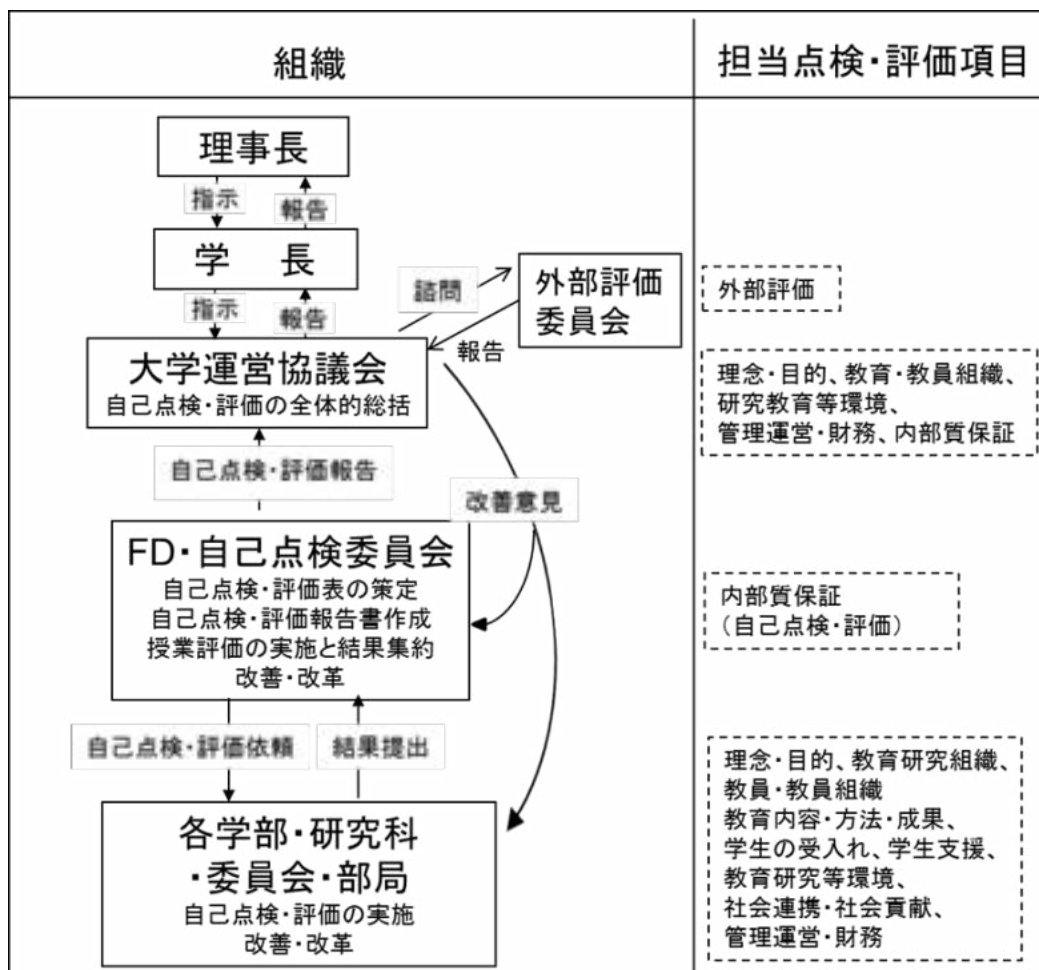 組織
担当点検・評価項目
理事長
指示
報告
学　長
指示
報告
諮問
外部評価
委員会
外部評価
報告
大学運営協議会
自己点検・評価の全体的総括
理念・目的、教育・教員組織、
研究教育等環境、
管理運営・財務、内部質保証
自己点検・評価報告
改善意見
FD・自己点検委員会
自己点検・評価表の策定
自己点検・評価報告書作成
授業評価の実施と結果集約
改善・改革
内部質保証
（自己点検・評価）
自己点検・評価依頼
結果提出
各学部・研究科
・委員会・部局
自己点検・評価の実施
改善・改革
理念・目的、教育研究組織、
教員・教員組織
教育内容・方法・成果、
学生の受入れ、学生支援、
教育研究等環境、
社会連携・社会貢献、
管理運営・財務